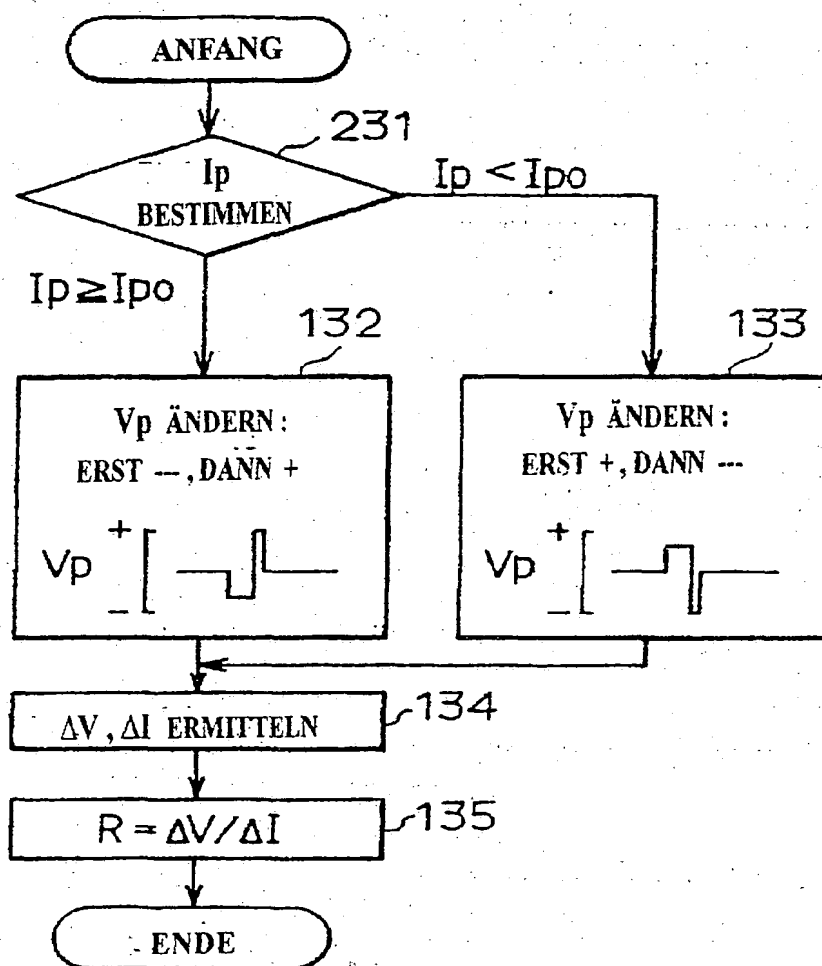 ANFANG
231
Ip
BESTIMMEN
Ip < Ipo
Ip ≥ Ipo
132
Vp ÄNDERN:
ERST ---, DANN +
Vp + -
133
Vp ÄNDERN:
ERST +, DANN ---
Vp + -
ΔV, ΔI ERMITTELN
134
R = ΔV/ΔI
135
ENDE